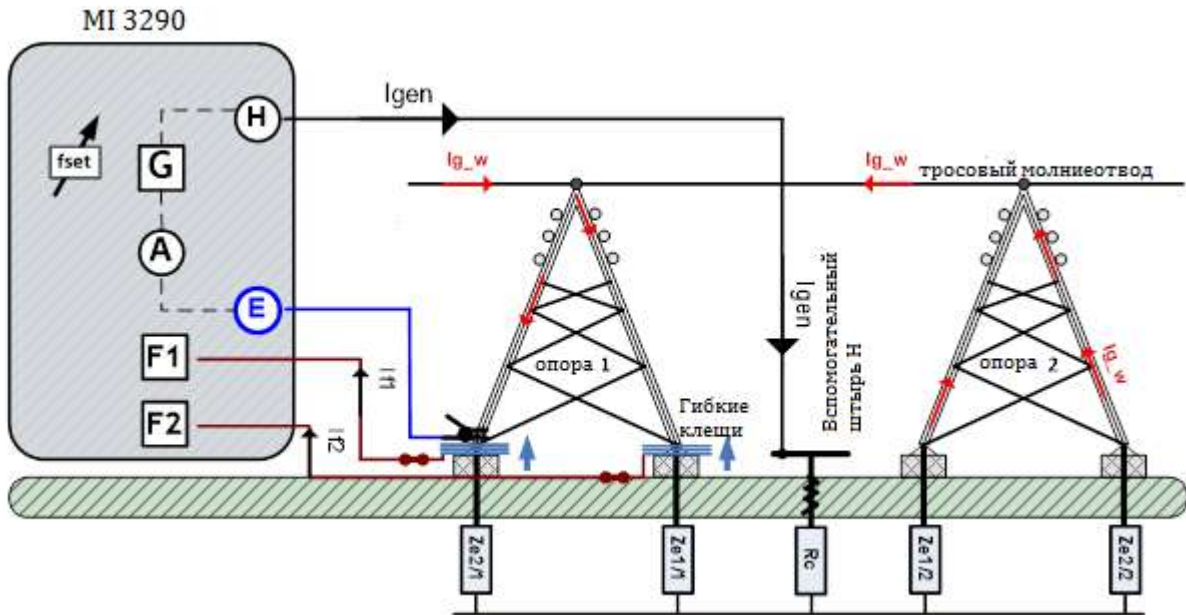 MI 3290
H
Igen
fset
G
Ig_w
Ig_w
тросовый молниеотвод
A
Igen
Вспомогательный
штырь H
E
F1
If1
опора 1
опора 2
Ig_w
F2
If2
Гибкие
клещи
Ze2/1
Ze1/1
Rc
Ze1/2
Ze2/2